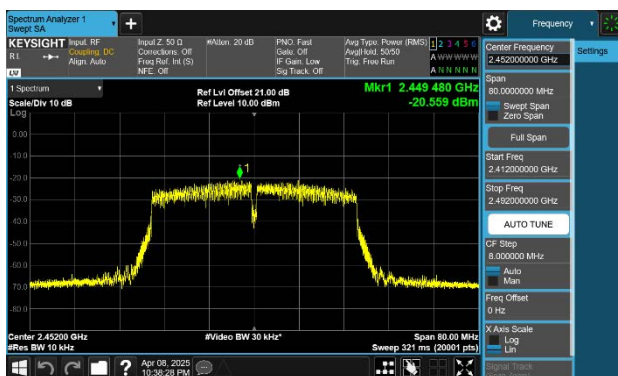 Spectrum Analyzer 1
Swept SA
+
Frequency
KEYSIGHT
RL
Input: RF
Coupling: DC
Align: Auto
Input Z: 50 Ω
Corrections: Off
Freq Ref: Int (S)
NFE: Off
#Atten: 20 dB
PNO: Fast
Gate: Off
IF Gain: Low
Sig Track: Off
Avg Type: Power (RMS)
Avg|Hold: 50/50
Trig: Free Run
1 2 3 4 5 6
A W W W W W
A N N N N N
LW
1 Spectrum
Scale/Div 10 dB
Log
Ref Lvl Offset 21.00 dB
Ref Level 10.00 dBm
Mkr1 2.449 480 GHz
-20.559 dBm
0.00
-10.0
-20.0
-30.0
-40.0
-50.0
-60.0
-70.0
-80.0
1
Center 2.45200 GHz
#Res BW 10 kHz
#Video BW 30 kHz*
Span 80.00 MHz
Sweep 321 ms (20001 pts)
?
Apr 08, 2025
10:38:28 PM
Center Frequency
2.452000000 GHz
Settings
Span
80.0000000 MHz
Swept Span
Zero Span
Full Span
Start Freq
2.412000000 GHz
Stop Freq
2.492000000 GHz
AUTO TUNE
CF Step
8.000000 MHz
Auto
Man
Freq Offset
0 Hz
X Axis Scale
Log
Lin
Signal Track